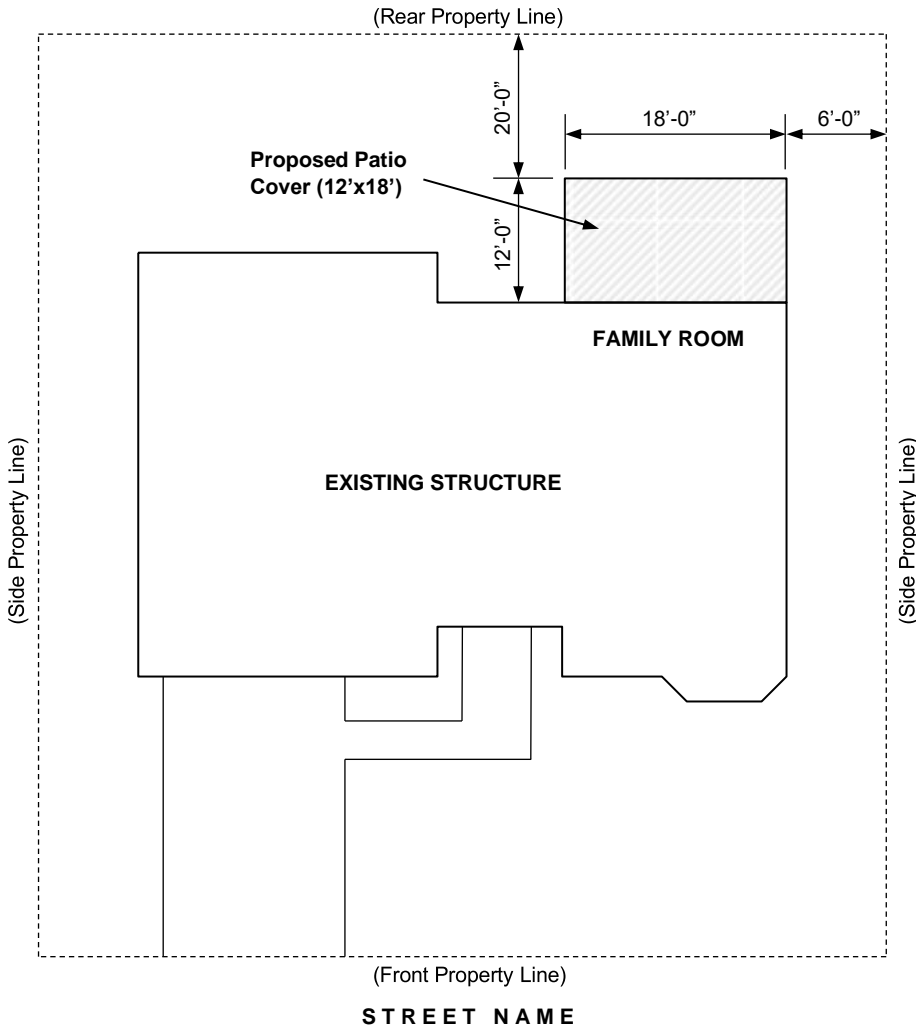 (Rear Property Line)
20’-0”
18’-0”
6’-0”
Proposed Patio
Cover (12’x18’)
12’-0”
FAMILY ROOM
(Side Property Line)
EXISTING STRUCTURE
(Side Property Line)
(Front Property Line)
STREET NAME